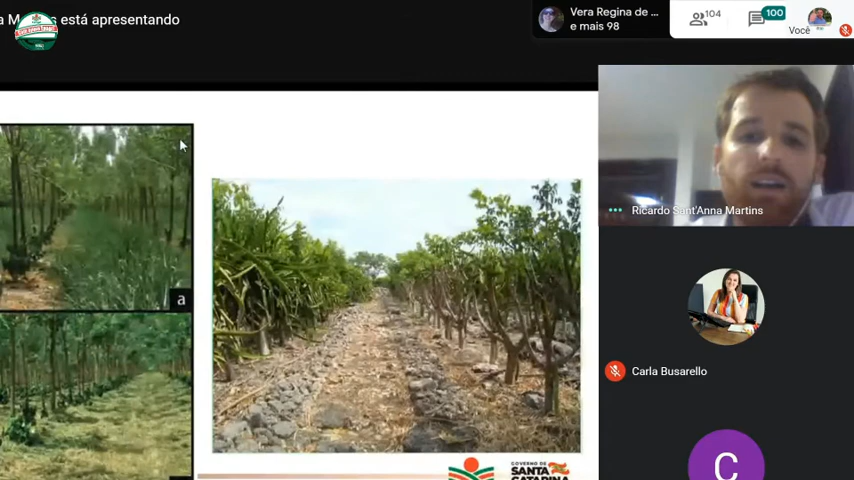 a M s está apresentando
Vera Regina de ...
e mais 98
104
100
Você
Ricardo Sant'Anna Martins
a
Carla Busarello
C
GOVERNO DE
SANTA
CATARINA